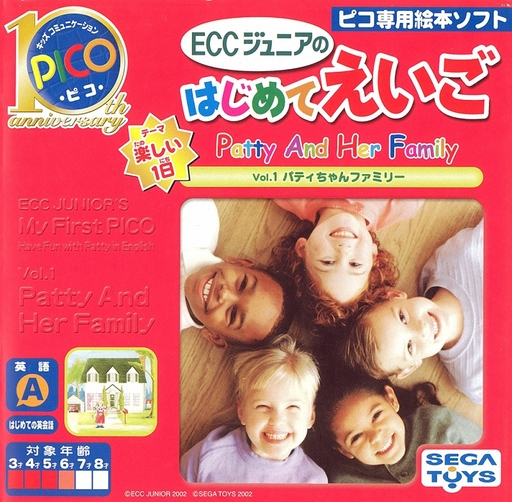 キッズ コミュニケーション
PICO
・ピコ・
10th
anniversary
ピコ専用絵本ソフト
ECCジュニアの
はじめてえいご
Patty And Her Family
Vol.1 パティちゃんファミリー
テーマ
楽しい
たの
1日
にち
ECC JUNIOR'S
My First PICO
Have Fun with Patty in English
Vol.1
Patty And
Her Family
英語
A
はじめての英会話
対象年齢
3才 4才 5才 6才 7才 8才
SEGA
TOYS
©ECC JUNIOR 2002 ©SEGA TOYS 2002